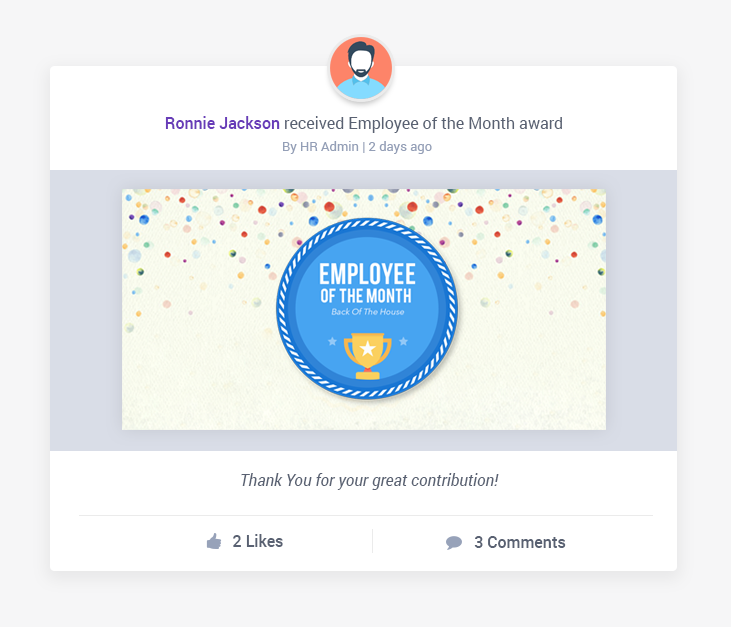 Ronnie Jackson received Employee of the Month award
By HR Admin | 2 days ago
EMPLOYEE
OF THE MONTH
Back Of The House
Thank You for your great contribution!
2 Likes
3 Comments